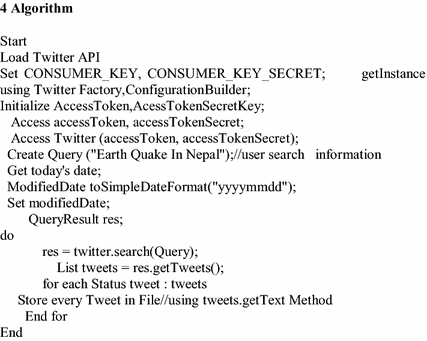 4 Algorithm
Start
Load Twitter API
Set CONSUMER_KEY, CONSUMER_KEY_SECRET; getInstance
using Twitter Factory,ConfigurationBuilder;
Initialize AccessToken,AcessTokenSecretKey;
Access accessToken, accessTokenSecret;
Access Twitter (accessToken, accessTokenSecret);
Create Query ("Earth Quake In Nepal");//user search information
Get today's date;
ModifiedDate toSimpleDateFormat("yyyymmdd");
Set modifiedDate;
QueryResult res;
do
res = twitter.search(Query);
List tweets = res.getTweets();
for each Status tweet : tweets
Store every Tweet in File//using tweets.getText Method
End for
End